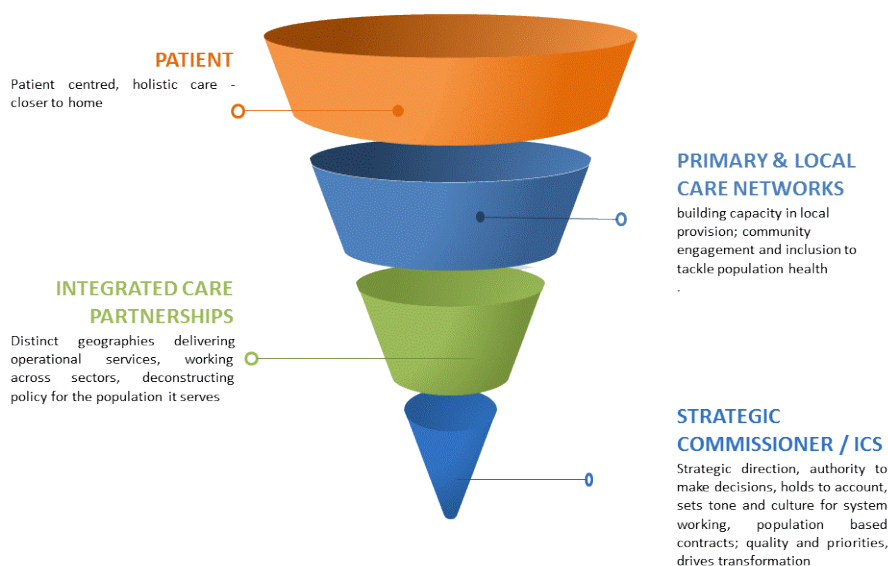 PATIENT
Patient centred, holistic care -
closer to home
PRIMARY & LOCAL
CARE NETWORKS
building capacity in local
provision; community
engagement and inclusion to
tackle population health
.
INTEGRATED CARE
PARTNERSHIPS
Distinct geographies delivering
operational services, working
across sectors, deconstructing
policy for the population it serves
STRATEGIC
COMMISSIONER / ICS
Strategic direction, authority to
make decisions, holds to account,
sets tone and culture for system
working, population based
contracts; quality and priorities,
drives transformation